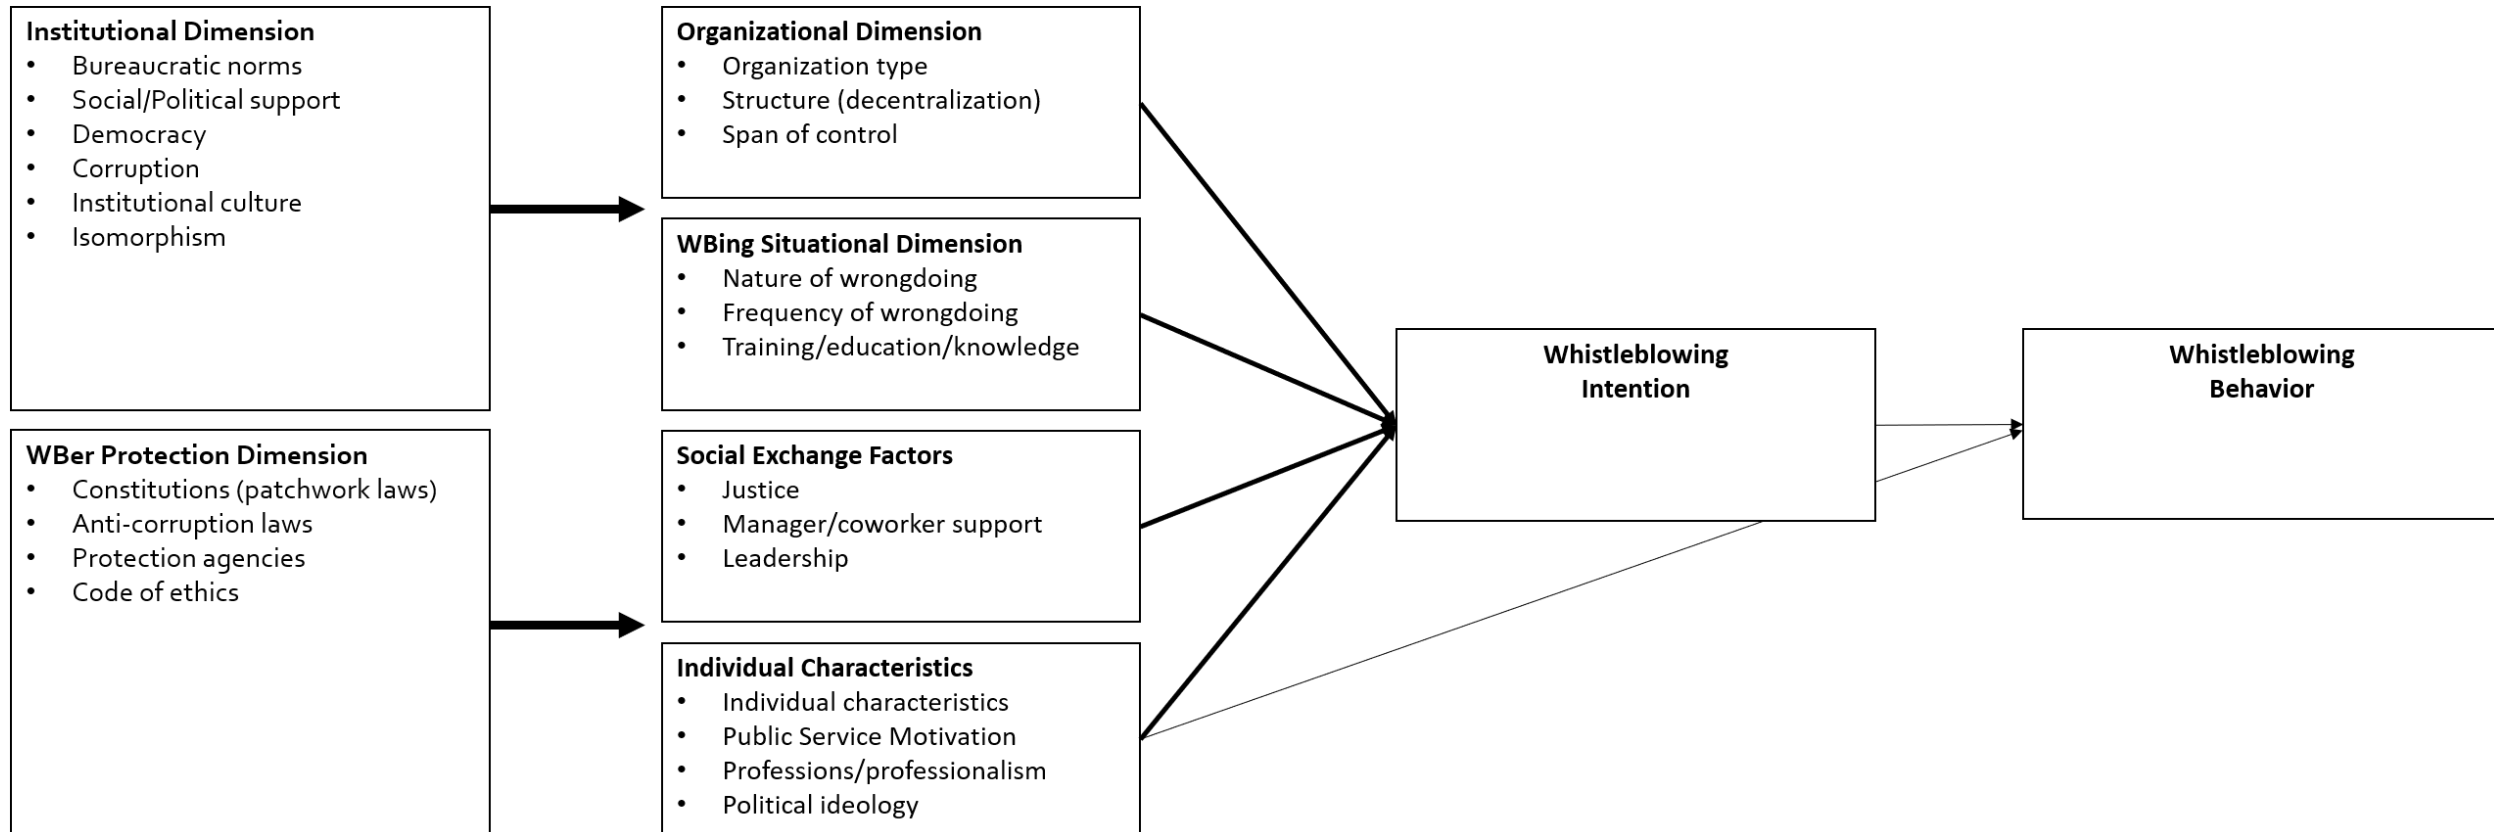 Institutional Dimension
• Bureaucratic norms
• Social/Political support
• Democracy
• Corruption
• Institutional culture
• Isomorphism
WBer Protection Dimension
• Constitutions (patchwork laws)
• Anti-corruption laws
• Protection agencies
• Code of ethics
Organizational Dimension
• Organization type
• Structure (decentralization)
• Span of control
WBing Situational Dimension
• Nature of wrongdoing
• Frequency of wrongdoing
• Training/education/knowledge
Social Exchange Factors
• Justice
• Manager/coworker support
• Leadership
Individual Characteristics
• Individual characteristics
• Public Service Motivation
• Professions/professionalism
• Political ideology
Whistleblowing
Intention
Whistleblowing
Behavior